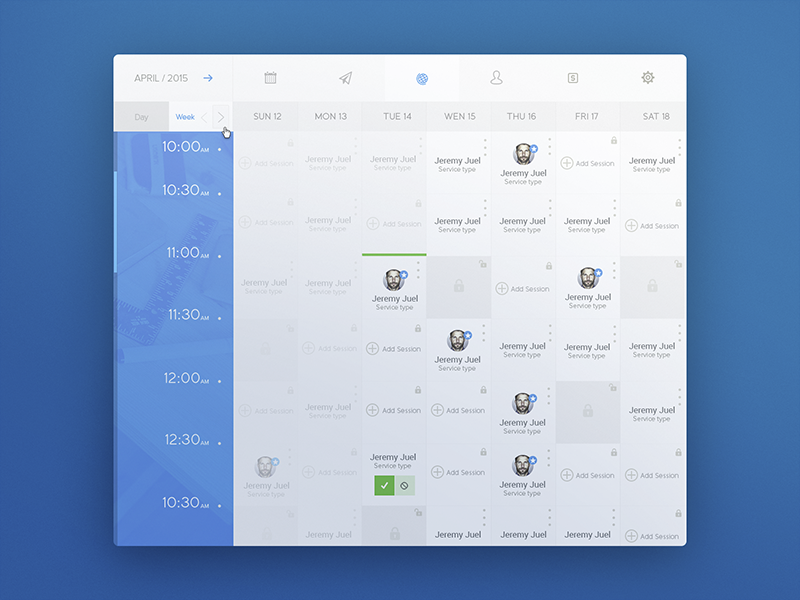 APRIL / 2015
S
Day Week SUN 12 MON 13 TUE 14 WEN 15 THU 16 FRI 17 SAT 18
10:00AM Add Session Jeremy Juel Jeremy Juel Jeremy Juel Jeremy Juel Add Session Jeremy Juel
Service type Service type Service type Service type Service type
10:30AM Add Session Jeremy Juel Add Session Jeremy Juel Jeremy Juel Jeremy Juel Add Session
Service type Service type Service type Service type
11:00AM Jeremy Juel Jeremy Juel Jeremy Juel Add Session Jeremy Juel
Service type Service type Service type Service type
11:30AM Add Session Add Session Jeremy Juel Jeremy Juel Jeremy Juel Jeremy Juel
Service type Service type Service type Service type
12:00AM Add Session Jeremy Juel Add Session Add Session Jeremy Juel Jeremy Juel
Service type Service type Service type
12:30AM Jeremy Juel Add Session Jeremy Juel Add Session Jeremy Juel Add Session Add Session
Service type Service type Service type
10:30AM Jeremy Juel Jeremy Juel Jeremy Juel Jeremy Juel Add Session